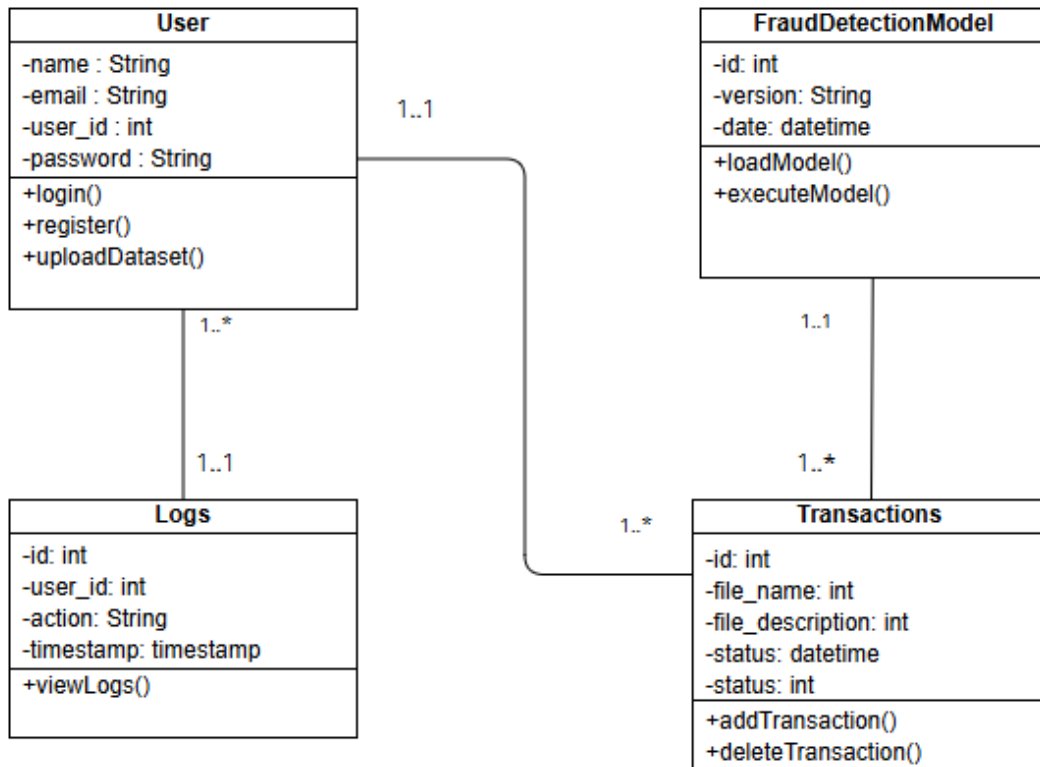 User
-name : String
-email : String
-user_id : int
-password : String
+login()
+register()
+uploadDataset()
1..1
FraudDetectionModel
-id: int
-version: String
-date: datetime
+loadModel()
+executeModel()
1..*
1..1
1..1
1..*
Logs
-id: int
-user_id: int
-action: String
-timestamp: timestamp
+viewLogs()
1..*
Transactions
-id: int
-file_name: int
-file_description: int
-status: datetime
-status: int
+addTransaction()
+deleteTransaction()